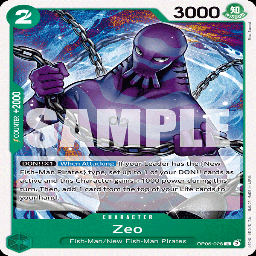 2
3000
知
COUNTER +2000
SAMPLE
DON!!×1 When Attacking If your Leader has the {New
Fish-Man Pirates} type, set up to 1 of your DON!! cards
as active and this Character gains +1000 power during this
turn. Then, add 1 card from the top of your Life cards to
your hand.
CHARACTER
Zeo
Fish-Man/New Fish-Man Pirates